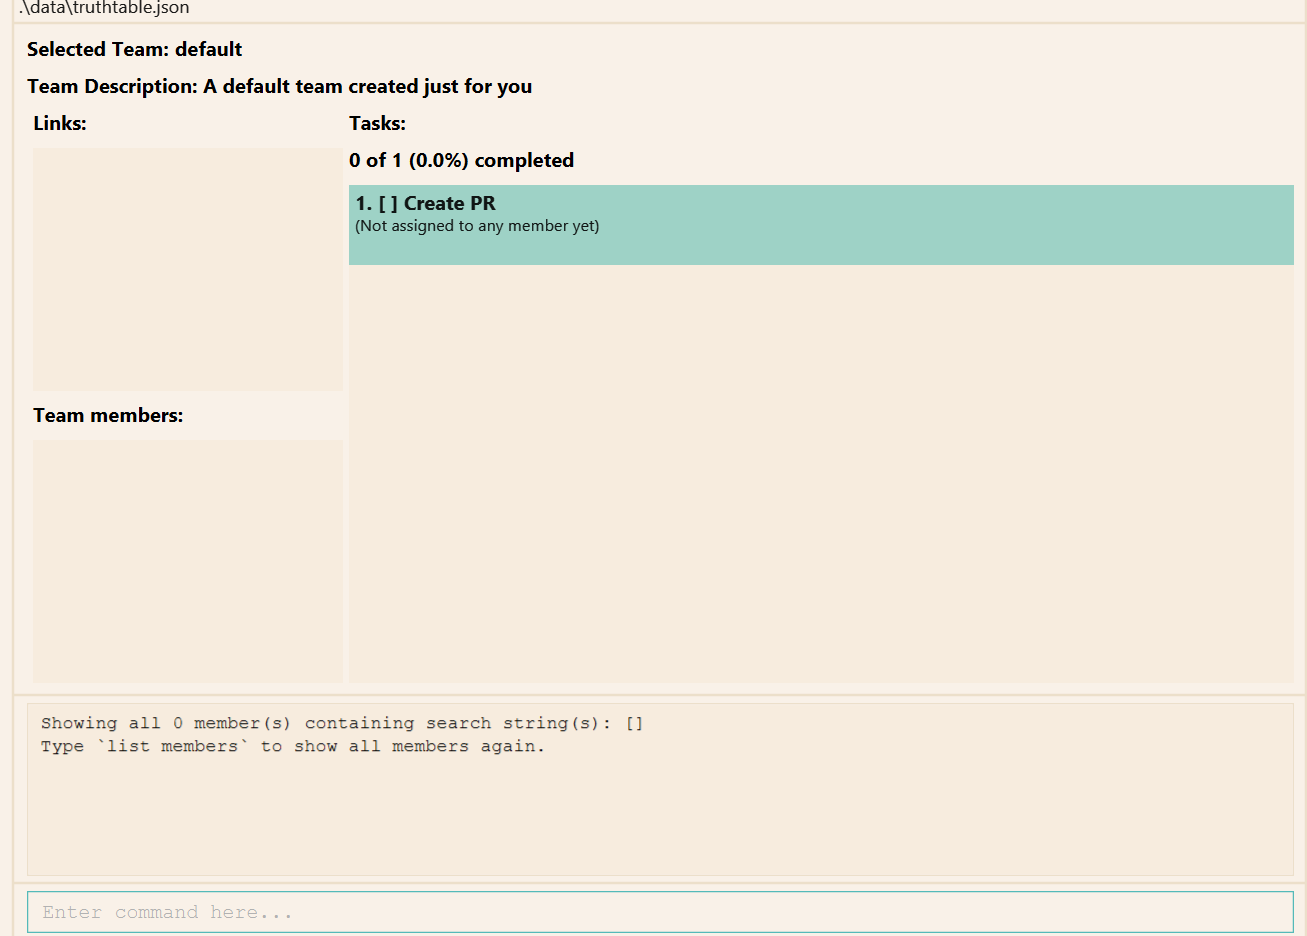 .\data\truthtable.json
Selected Team: default
Team Description: A default team created just for you
Links:
Tasks:
0 of 1 (0.0%) completed
1. [ ] Create PR
(Not assigned to any member yet)
Team members:
Showing all 0 member(s) containing search string(s): []
Type `list members` to show all members again.
Enter command here...